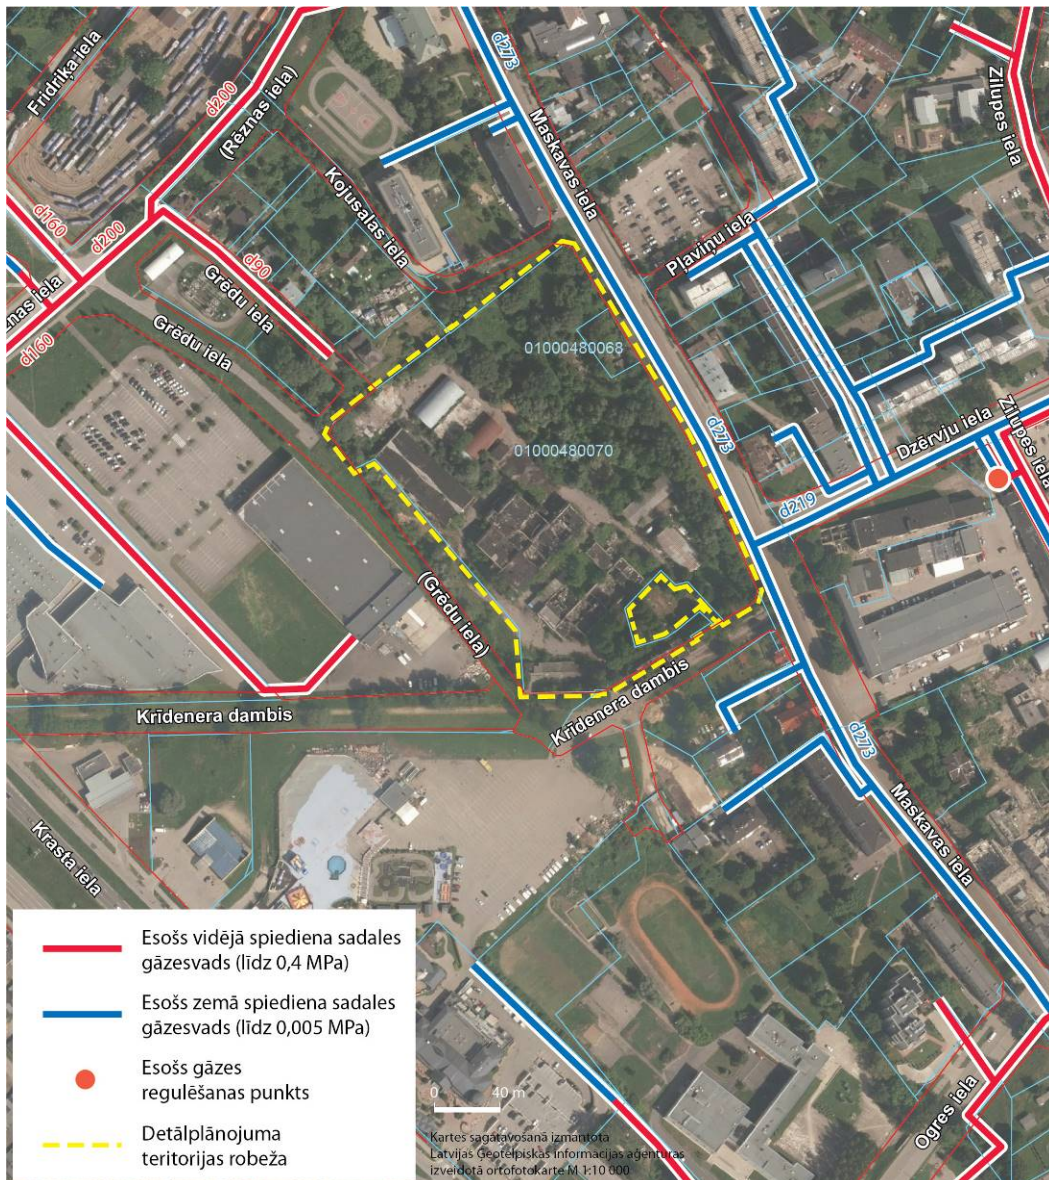 Fridriķa iela
d200
(Rēznas iela)
d273
Maskavas iela
Zilupes iela
Kojusalas iela
d160
d200
d90
Grēdu iela
Pļaviņu iela
d160
Grēdu iela
01000480068
01000480070
d273
Dzērvju iela
Zilupes iela
d219
(Grēdu iela)
Krīdenera dambis
Krīdenera dambis
d273
Maskavas iela
Krasta iela
Ogres iela
Esošs vidējā spiediena sadales
gāzesvads (līdz 0,4 MPa)
Esošs zemā spiediena sadales
gāzesvads (līdz 0,005 MPa)
Esošs gāzes
regulēšanas punkts
Detālplānojuma
teritorijas robeža
0 40 m
Kartes sagatavošanā izmantota
Latvijas Ģeotelpiskās informācijas aģentūras
izveidotā ortofotokarte M 1:10 000